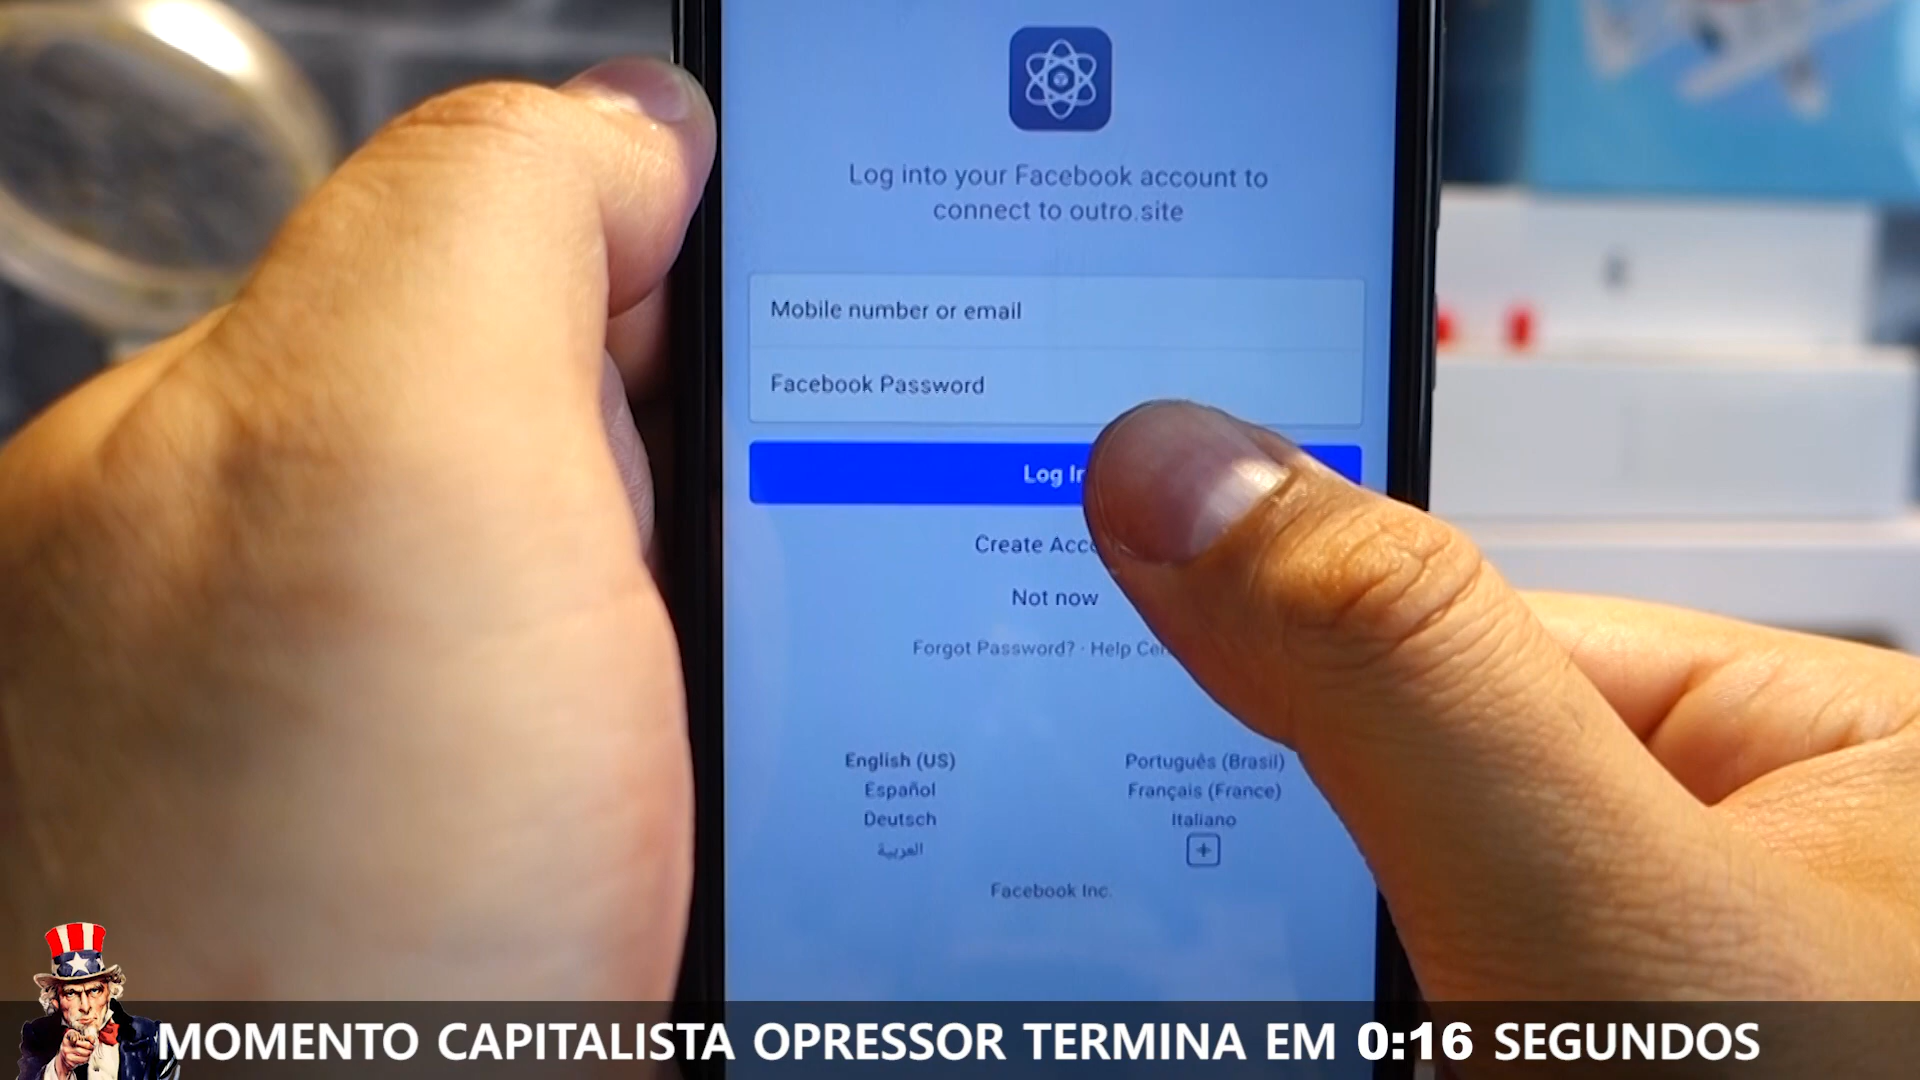 Log into your Facebook account to
connect to outro.site
Mobile number or email
Facebook Password
Log In
Create Acco
Not now
Forgot Password? · Help Cen
English (US)
Português (Brasil)
Español
Français (France)
Deutsch
Italiano
العربية
Facebook Inc.
MOMENTO CAPITALISTA OPRESSOR TERMINA EM 0:16 SEGUNDOS